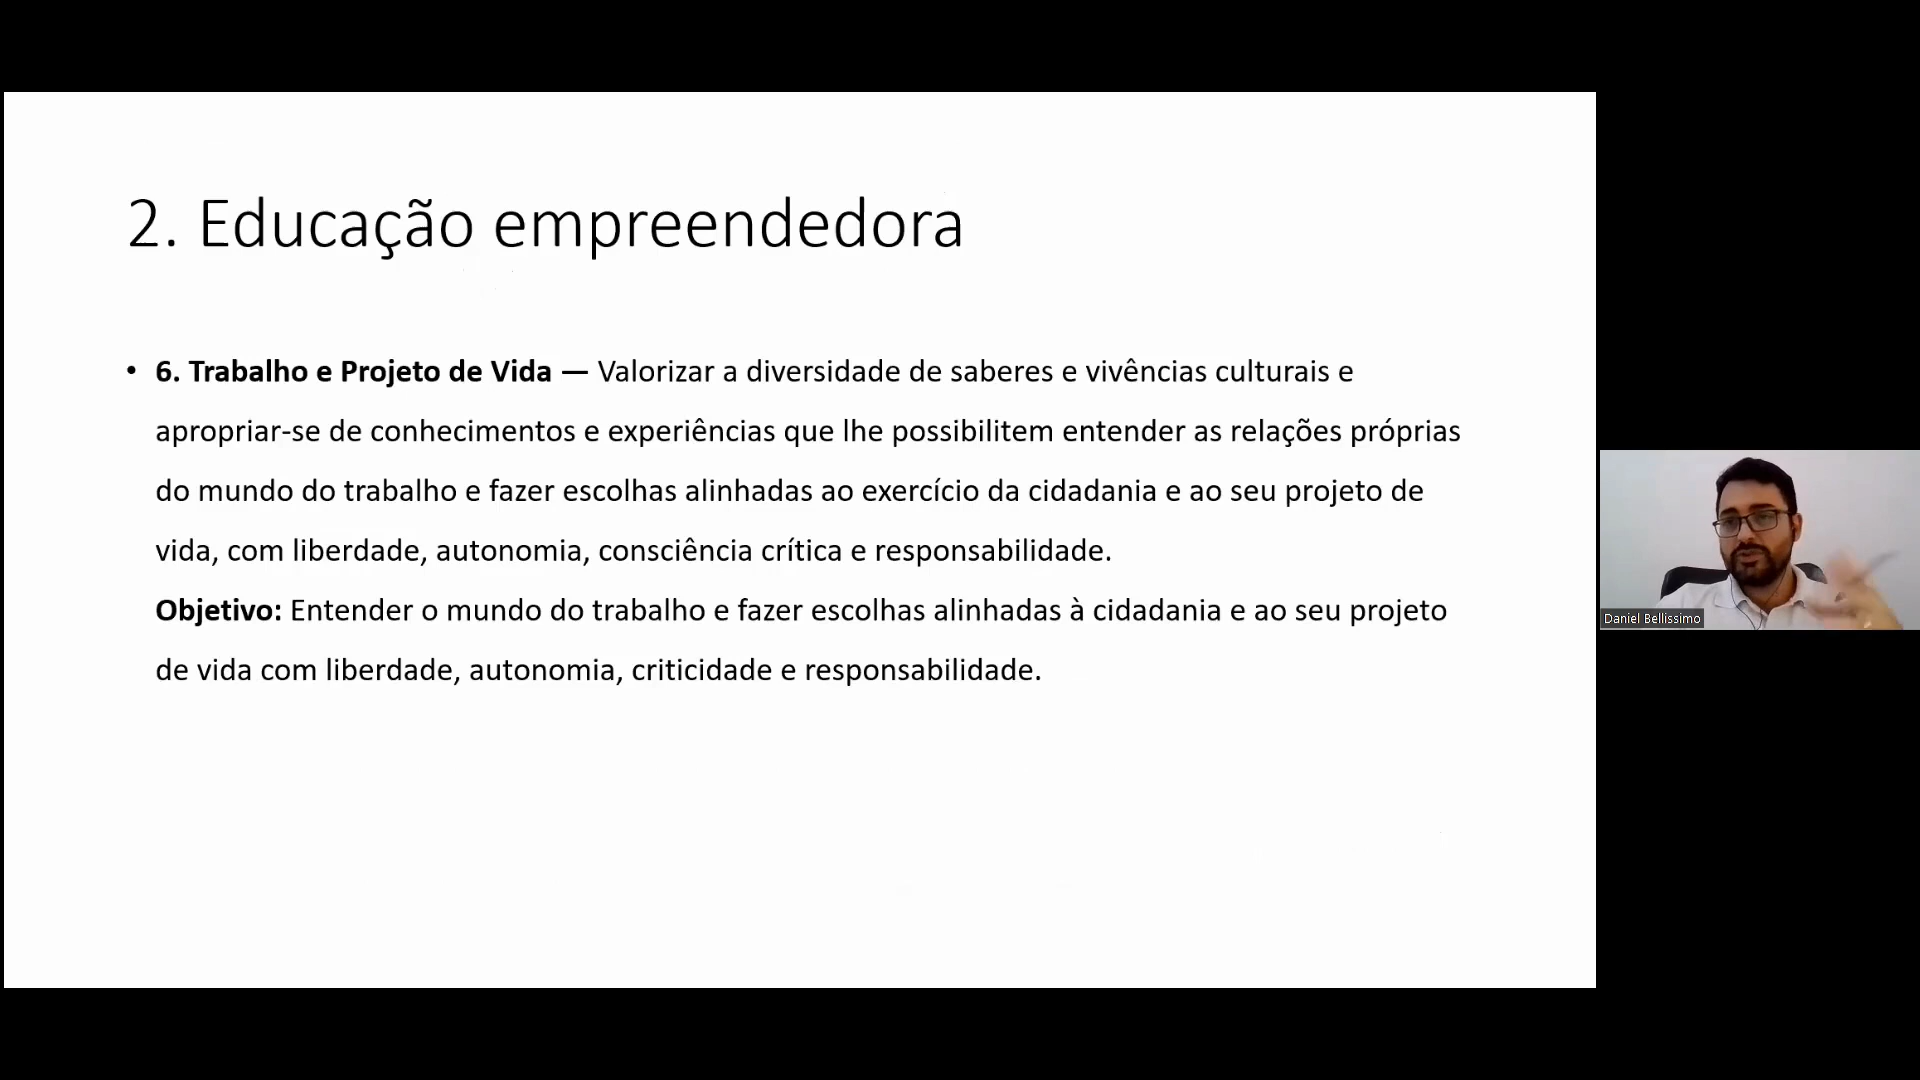 2. Educação empreendedora
• 6. Trabalho e Projeto de Vida — Valorizar a diversidade de saberes e vivências culturais e
apropriar-se de conhecimentos e experiências que lhe possibilitem entender as relações próprias
do mundo do trabalho e fazer escolhas alinhadas ao exercício da cidadania e ao seu projeto de
vida, com liberdade, autonomia, consciência crítica e responsabilidade.
Objetivo: Entender o mundo do trabalho e fazer escolhas alinhadas à cidadania e ao seu projeto
de vida com liberdade, autonomia, criticidade e responsabilidade.
Daniel Bellissimo